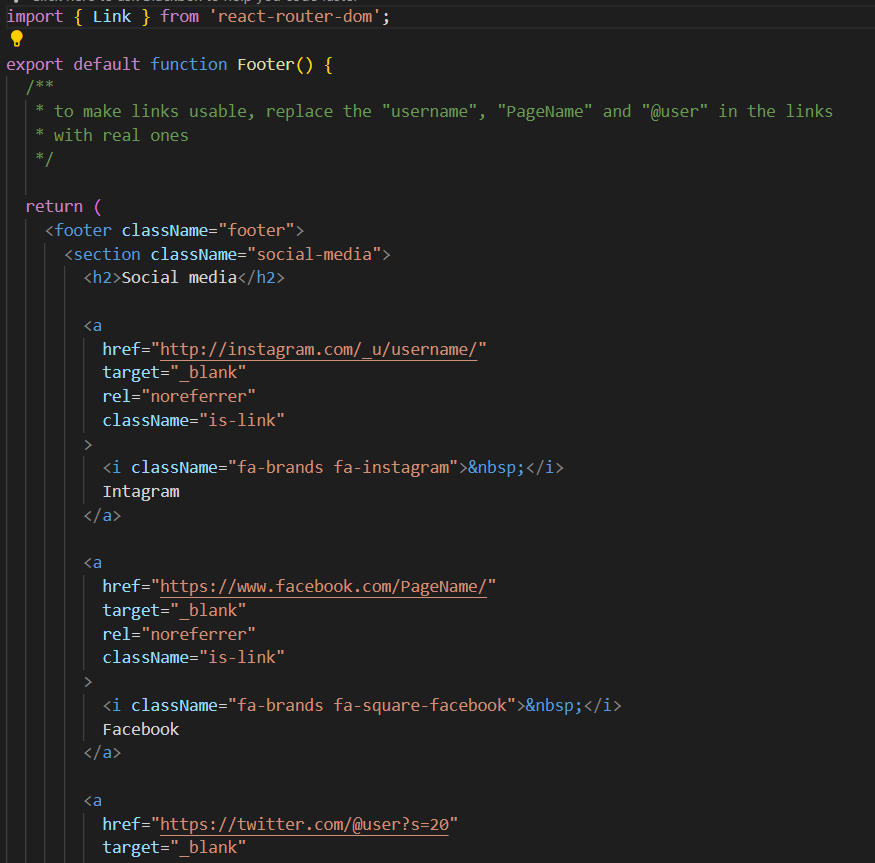 import { Link } from 'react-router-dom';
export default function Footer() {
/**
* to make links usable, replace the "username", "PageName" and "@user" in the links
* with real ones
*/
return (
<footer className="footer">
<section className="social-media">
<h2>Social media</h2>
<a
href="http://instagram.com/_u/username/"
target="_blank"
rel="noreferrer"
className="is-link"
>
<i className="fa-brands fa-instagram">&nbsp;</i>
Intagram
</a>
<a
href="https://www.facebook.com/PageName/"
target="_blank"
rel="noreferrer"
className="is-link"
>
<i className="fa-brands fa-square-facebook">&nbsp;</i>
Facebook
</a>
<a
href="https://twitter.com/@user?s=20"
target="_blank"